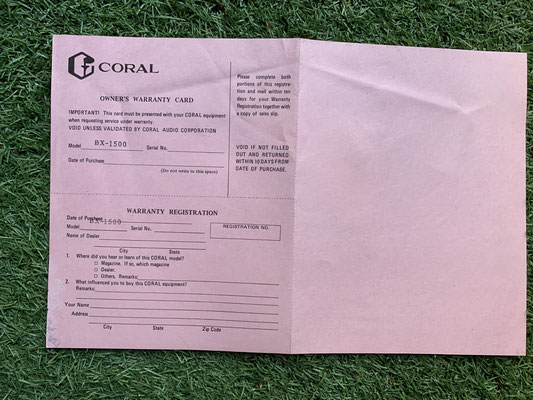 CORAL
OWNER'S WARRANTY CARD
IMPORTANT! This card must be presented with your CORAL equipment
when requesting service under warranty.
VOID UNLESS VALIDATED BY CORAL AUDIO CORPORATION
Model BX-1500 Serial No.
Date of Purchase
(Do not write in this space)
Please complete both
portions of this registra-
tion and mail within ten
days for your Warranty
Registration together with
a copy of sales slip.
VOID IF NOT FILLED
OUT AND RETURNED
WITHIN 10 DAYS FROM
DATE OF PURCHASE.
WARRANTY REGISTRATION
Date of Purchase
Model BX-1500 Serial No.
REGISTRATION NO.
Name of Dealer
City State
1. Where did you hear or learn of this CORAL model?
□ Magazine. If so, which magazine
□ Dealer.
□ Others. Remarks:
2. What influenced you to buy this CORAL equipment?
Remarks:
Your Name
Address
City State Zip Code